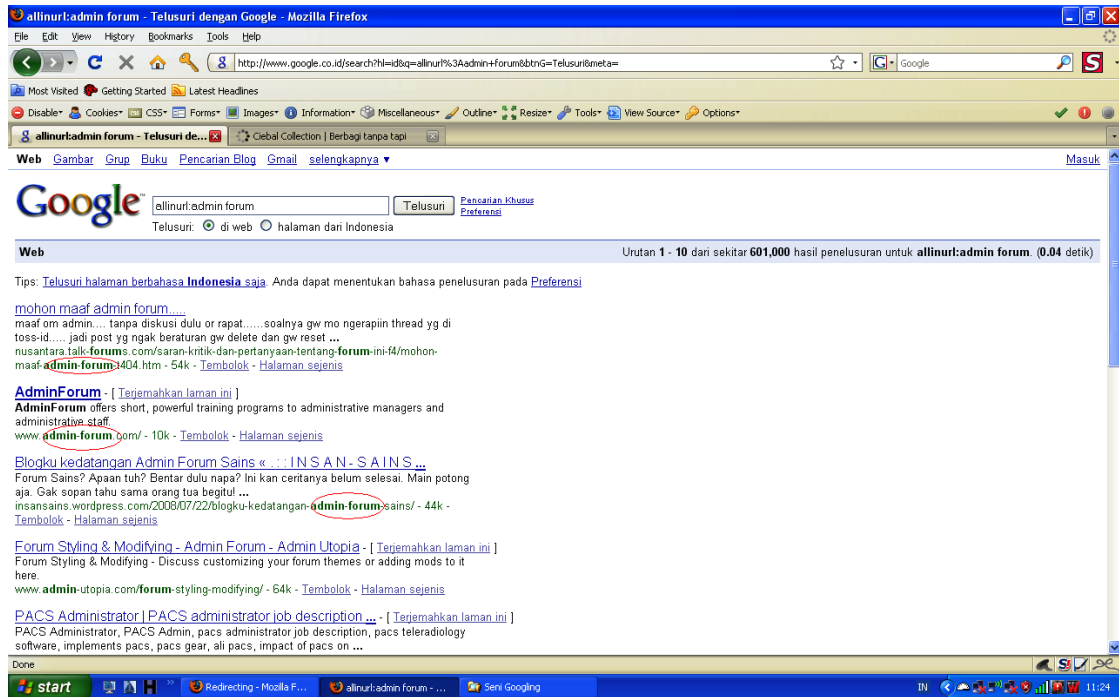 allinurl:admin forum - Telusuri dengan Google - Mozilla Firefox
File Edit View History Bookmarks Tools Help
http://www.google.co.id/search?hl=id&q=allinurl%3Aadmin+forum&btnG=Telusuri&meta= Google
Most Visited Getting Started Latest Headlines
Disable Cookies CSS Forms Images Information Miscellaneous Outline Resize Tools View Source Options
allinurl:admin forum - Telusuri de... Ciebal Collection | Berbagi tanpa tapi
Web Gambar Grup Buku Pencarian Blog Gmail selengkapnya ▼ Masuk
Google™ allinurl:admin forum Telusuri Pencarian Khusus
Preferensi
Telusuri: di web halaman dari Indonesia
Web Urutan 1 - 10 dari sekitar 601,000 hasil penelusuran untuk allinurl:admin forum. (0.04 detik)
Tips: Telusuri halaman berbahasa Indonesia saja. Anda dapat menentukan bahasa penelusuran pada Preferensi
mohon maaf admin forum.....
maaf om admin.... tanpa diskusi dulu or rapat......soalnya gw mo ngerapiin thread yg di
toss-id..... jadi post yg ngak beraturan gw delete dan gw reset ...
nusantara.talk-forums.com/saran-kritik-dan-pertanyaan-tentang-forum-ini-f4/mohon-
maaf-admin-forum-t404.htm - 54k - Tembolok - Halaman sejenis
AdminForum - [ Terjemahkan laman ini ]
AdminForum offers short, powerful training programs to administrative managers and
administrative staff.
www.admin-forum.com/ - 10k - Tembolok - Halaman sejenis
Blogku kedatangan Admin Forum Sains « .: : I N S A N - S A I N S ...
Forum Sains? Apaan tuh? Bentar dulu napa? Ini kan ceritanya belum selesai. Main potong
aja. Gak sopan tahu sama orang tua begitu! ...
insansains.wordpress.com/2008/07/22/blogku-kedatangan-admin-forum-sains/ - 44k -
Tembolok - Halaman sejenis
Forum Styling & Modifying - Admin Forum - Admin Utopia - [ Terjemahkan laman ini ]
Forum Styling & Modifying - Discuss customizing your forum themes or adding mods to it
here.
www.admin-utopia.com/forum-styling-modifying/ - 64k - Tembolok - Halaman sejenis
PACS Administrator | PACS administrator job description ... - [ Terjemahkan laman ini ]
PACS Administrator, PACS Admin, pacs administrator job description, pacs teleradiology
software, implements pacs, pacs gear, ali pacs, impact of pacs on ...
Done
start Redirecting - Mozilla F... allinurl:admin forum - ... Seni Googling IN 11:24